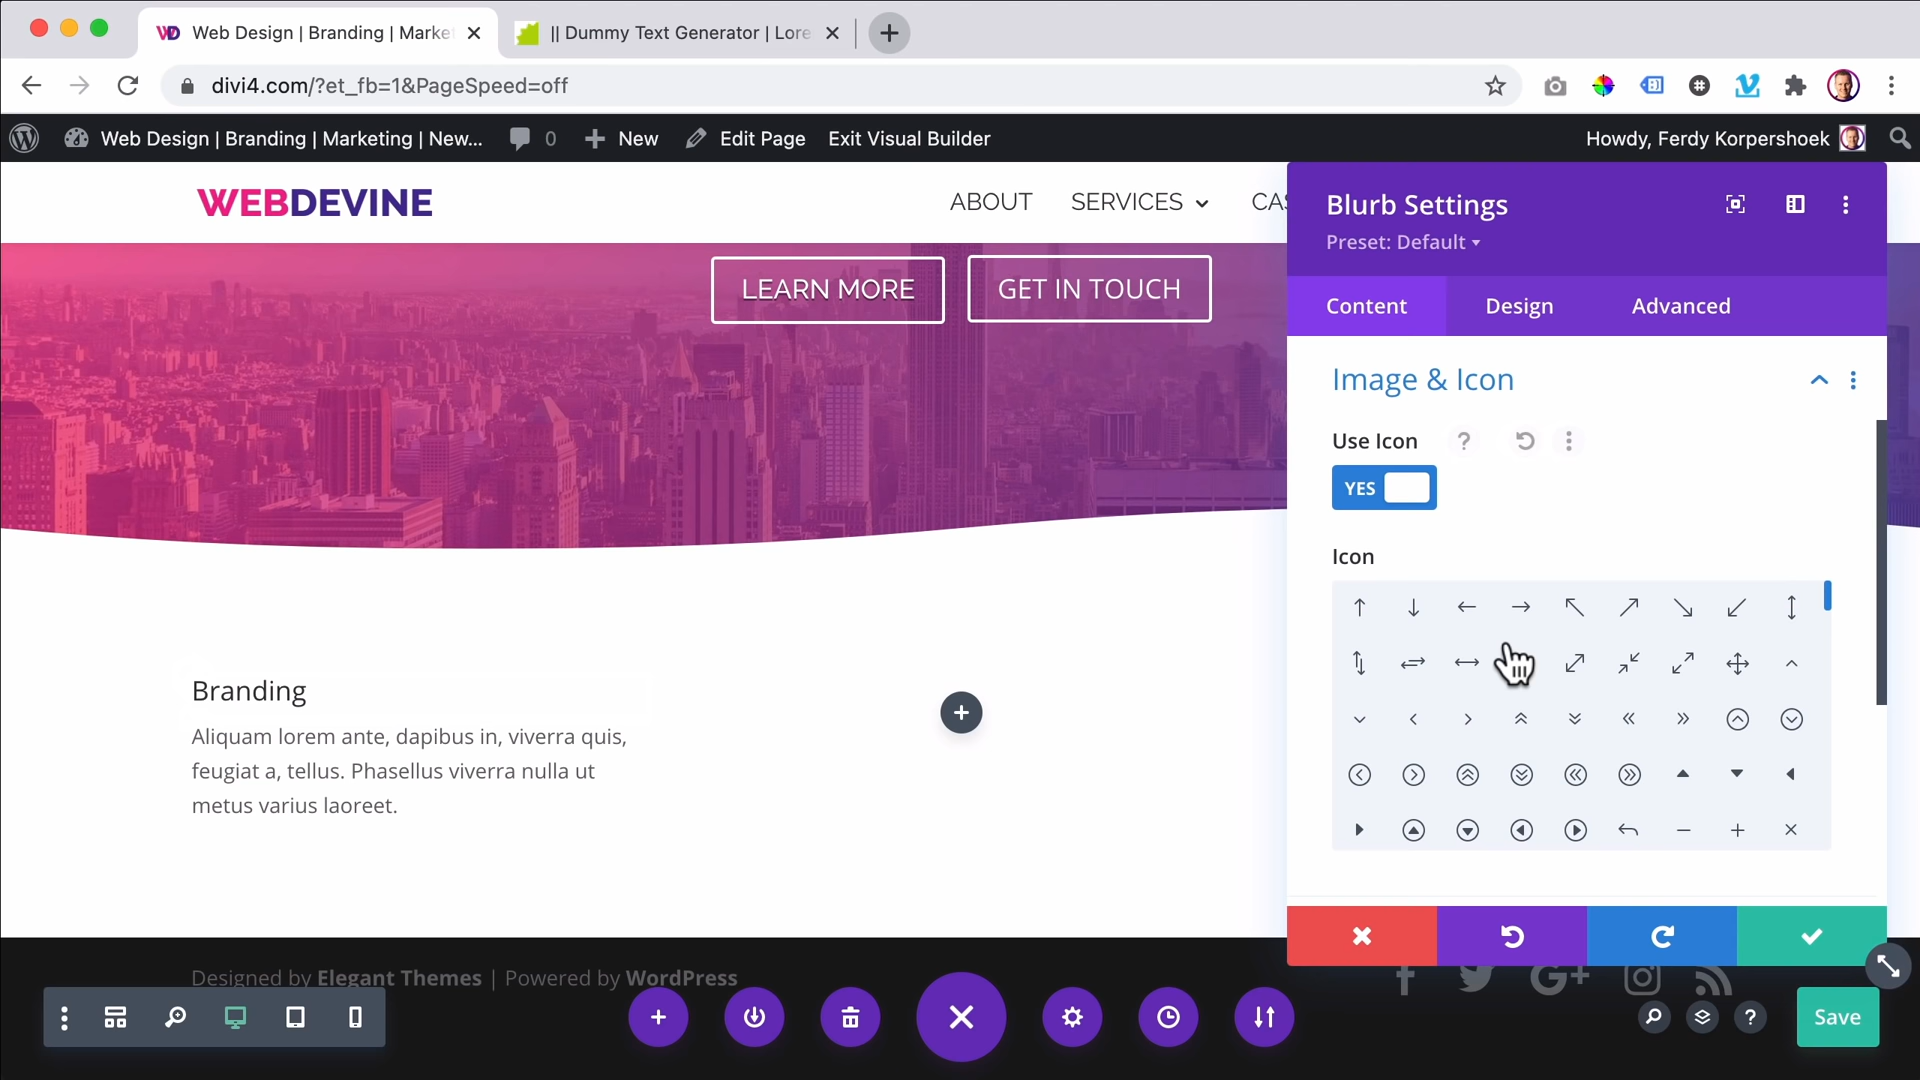 Web Design | Branding | Marke
|| Dummy Text Generator | Lore
divi4.com/?et_fb=1&PageSpeed=off
Web Design | Branding | Marketing | New...
0
New
Edit Page
Exit Visual Builder
Howdy, Ferdy Korpershoek
WEBDEVINE
ABOUT
SERVICES
CAS
LEARN MORE
GET IN TOUCH
Blurb Settings
Preset: Default
Content
Design
Advanced
Image & Icon
Use Icon
YES
Icon
Branding
Aliquam lorem ante, dapibus in, viverra quis,
feugiat a, tellus. Phasellus viverra nulla ut
metus varius laoreet.
Designed by Elegant Themes | Powered by WordPress
Save